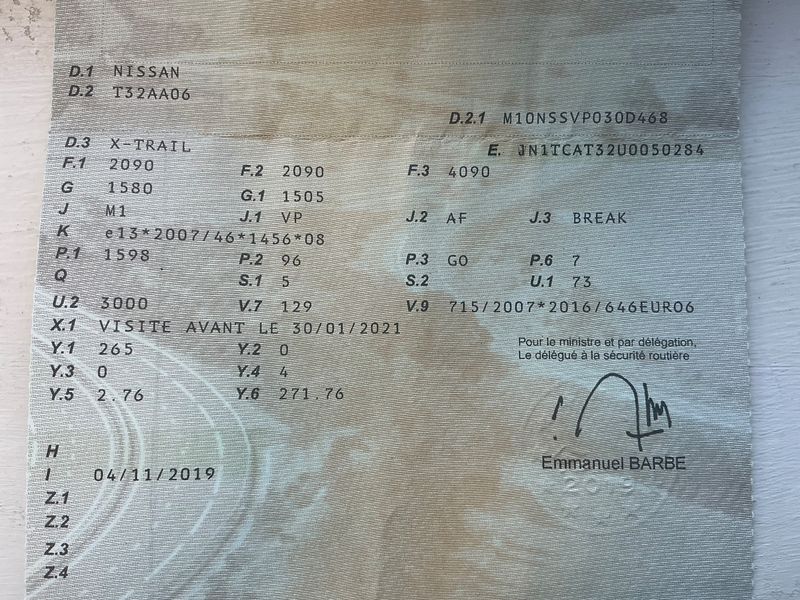 D.1 NISSAN
D.2 T32AA06
D.2.1 M10NSSVP030D468
D.3 X-TRAIL
E. JN1TCAT32U0050284
F.1 2090 F.2 2090 F.3 4090
G 1580 G.1 1505
J M1 J.1 VP J.2 AF J.3 BREAK
K e13*2007/46*1456*08
P.1 1598 P.2 96 P.3 GO P.6 7
Q S.1 5 S.2 U.1 73
U.2 3000 V.7 129 V.9 715/2007*2016/646EURO6
X.1 VISITE AVANT LE 30/01/2021
Y.1 265 Y.2 0
Y.3 0 Y.4 4
Y.5 2.76 Y.6 271.76
Pour le ministre et par délégation,
Le délégué à la sécurité routière
Emmanuel BARBE
H
I 04/11/2019
Z.1
Z.2
Z.3
Z.4